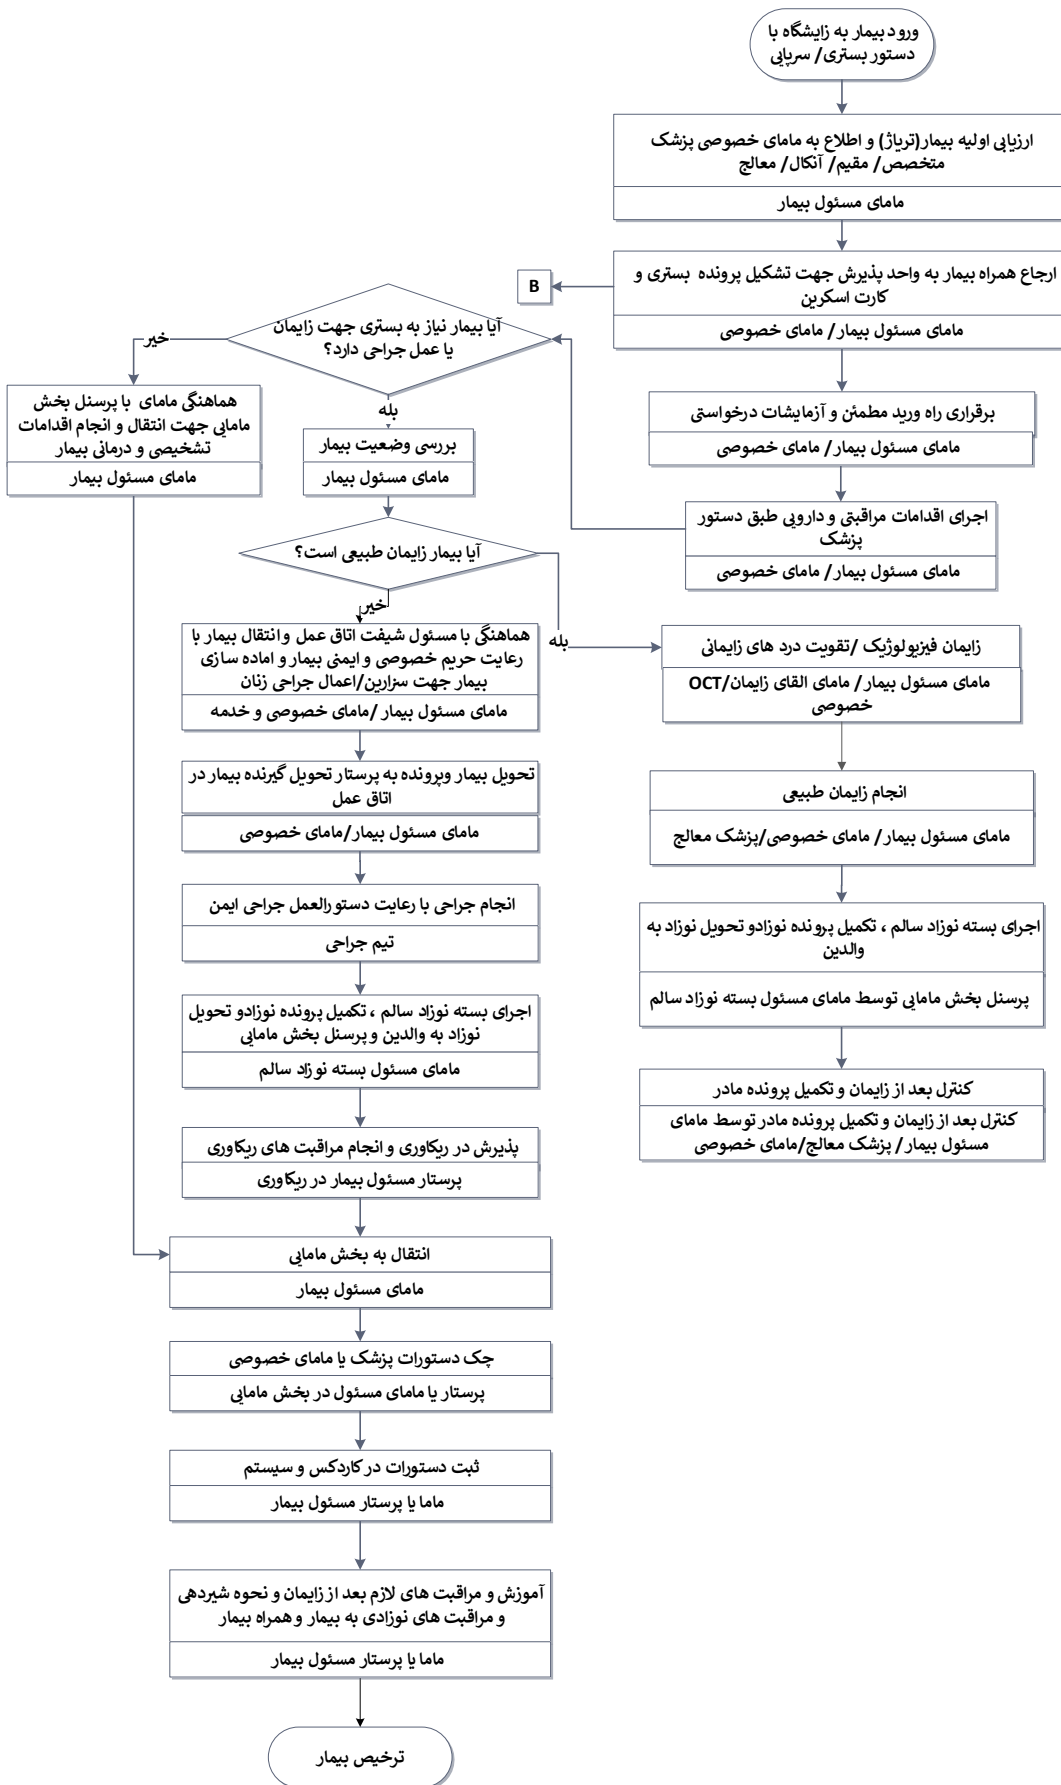 ورود بیمار به زایشگاه با
دستور بستری/ سرپایی
ارزیابی اولیه بیمار(تریاژ) و اطلاع به مامای خصوصی پزشک
متخصص/ مقیم/ آنکال/ معالج
مامای مسئول بیمار
ارجاع همراه بیمار به واحد پذیرش جهت تشکیل پرونده بستری و
کارت اسکرین
مامای مسئول بیمار/ مامای خصوصی
B
برقراری راه ورید مطمئن و آزمایشات درخواستی
مامای مسئول بیمار/ مامای خصوصی
اجرای اقدامات مراقبتی و دارویی طبق دستور
پزشک
مامای مسئول بیمار/ مامای خصوصی
آیا بیمار نیاز به بستری جهت زایمان
یا عمل جراحی دارد؟
خیر
هماهنگی مامای با پرسنل بخش
مامایی جهت انتقال و انجام اقدامات
تشخیصی و درمانی بیمار
مامای مسئول بیمار
بله
بررسی وضعیت بیمار
مامای مسئول بیمار
آیا بیمار زایمان طبیعی است؟
بله
زایمان فیزیولوژیک /تقویت درد های زایمانی
مامای مسئول بیمار/ مامای القای زایمان/OCT
خصوصی
انجام زایمان طبیعی
مامای مسئول بیمار/ مامای خصوصی/پزشک معالج
اجرای بسته نوزاد سالم ، تکمیل پرونده نوزادو تحویل نوزاد به
والدین
پرسنل بخش مامایی توسط مامای مسئول بسته نوزاد سالم
کنترل بعد از زایمان و تکمیل پرونده مادر
کنترل بعد از زایمان و تکمیل پرونده مادر توسط مامای
مسئول بیمار/ پزشک معالج/مامای خصوصی
خیر
هماهنگی با مسئول شیفت اتاق عمل وانتقال بیمار با
رعایت حریم خصوصی و ایمنی بیمار و اماده سازی
بیمار جهت سزارین/اعمال جراحی زنان
مامای مسئول بیمار /مامای خصوصی و خدمه
تحویل بیمار وپرونده به پرستار تحویل گیرنده بیمار در
اتاق عمل
مامای مسئول بیمار/مامای خصوصی
انجام جراحی با رعایت دستورالعمل جراحی ایمن
تیم جراحی
اجرای بسته نوزاد سالم ، تکمیل پرونده نوزادو تحویل
نوزاد به والدین وپرسنل بخش مامایی
مامای مسئول بسته نوزاد سالم
پذیرش در ریکاوری و انجام مراقبت های ریکاوری
پرستار مسئول بیمار در ریکاوری
انتقال به بخش مامایی
مامای مسئول بیمار
چک دستورات پزشک یا مامای خصوصی
پرستار یا مامای مسئول در بخش مامایی
ثبت دستورات در کاردکس و سیستم
ماما یا پرستار مسئول بیمار
آموزش و مراقبت های لازم بعد از زایمان و نحوه شیردهی
و مراقبت های نوزادی به بیمار و همراه بیمار
ماما یا پرستار مسئول بیمار
ترخیص بیمار